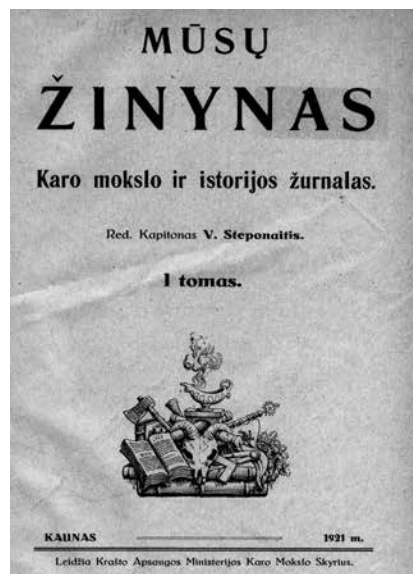 MŪSŲ
ŽINYNAS
Karo mokslo ir istorijos žurnalas.
Red. Kapitonas V. Steponaitis.
I tomas.
KAUNAS 1921 m.
Leidžia Krašto Apsaugos Ministerijos Karo Mokslo Skyrius.